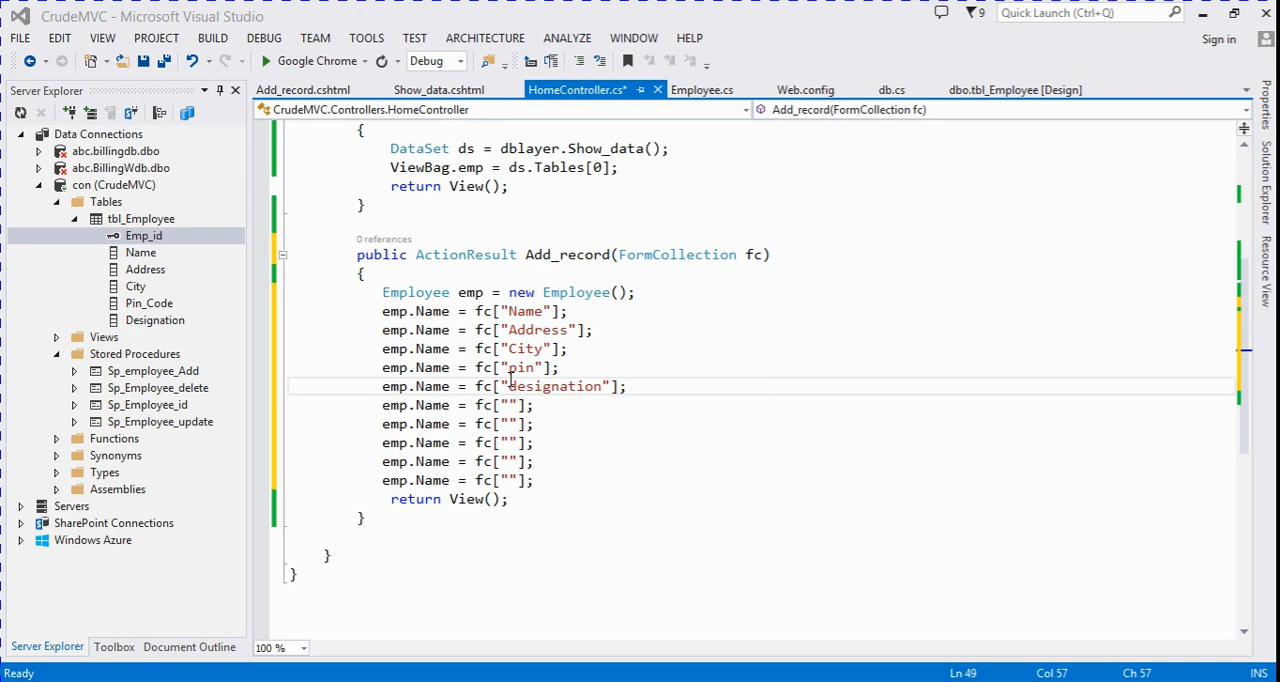 CrudeMVC - Microsoft Visual Studio
9
Quick Launch (Ctrl+Q)
FILE EDIT VIEW PROJECT BUILD DEBUG TEAM TOOLS TEST ARCHITECTURE ANALYZE WINDOW HELP
Sign in
Google Chrome
Debug
Server Explorer
Add_record.cshtml
Show_data.cshtml
HomeController.cs*
Employee.cs
Web.config
db.cs
dbo.tbl_Employee [Design]
CrudeMVC.Controllers.HomeController
Add_record(FormCollection fc)
Data Connections
abc.billingdb.dbo
abc.BillingWdb.dbo
con (CrudeMVC)
Tables
tbl_Employee
Emp_id
Name
Address
City
Pin_Code
Designation
Views
Stored Procedures
Sp_employee_Add
Sp_Employee_delete
Sp_Employee_id
Sp_Employee_update
Functions
Synonyms
Types
Assemblies
Servers
SharePoint Connections
Windows Azure
{
DataSet ds = dblayer.Show_data();
ViewBag.emp = ds.Tables[0];
return View();
}
0 references
public ActionResult Add_record(FormCollection fc)
{
Employee emp = new Employee();
emp.Name = fc["Name"];
emp.Name = fc["Address"];
emp.Name = fc["City"];
emp.Name = fc["pin"];
emp.Name = fc["designation"];
emp.Name = fc[""];
emp.Name = fc[""];
emp.Name = fc[""];
emp.Name = fc[""];
emp.Name = fc[""];
return View();
}
}
}
Properties
Solution Explorer
Resource View
Server Explorer Toolbox Document Outline
100 %
Ready
Ln 49
Col 57
Ch 57
INS